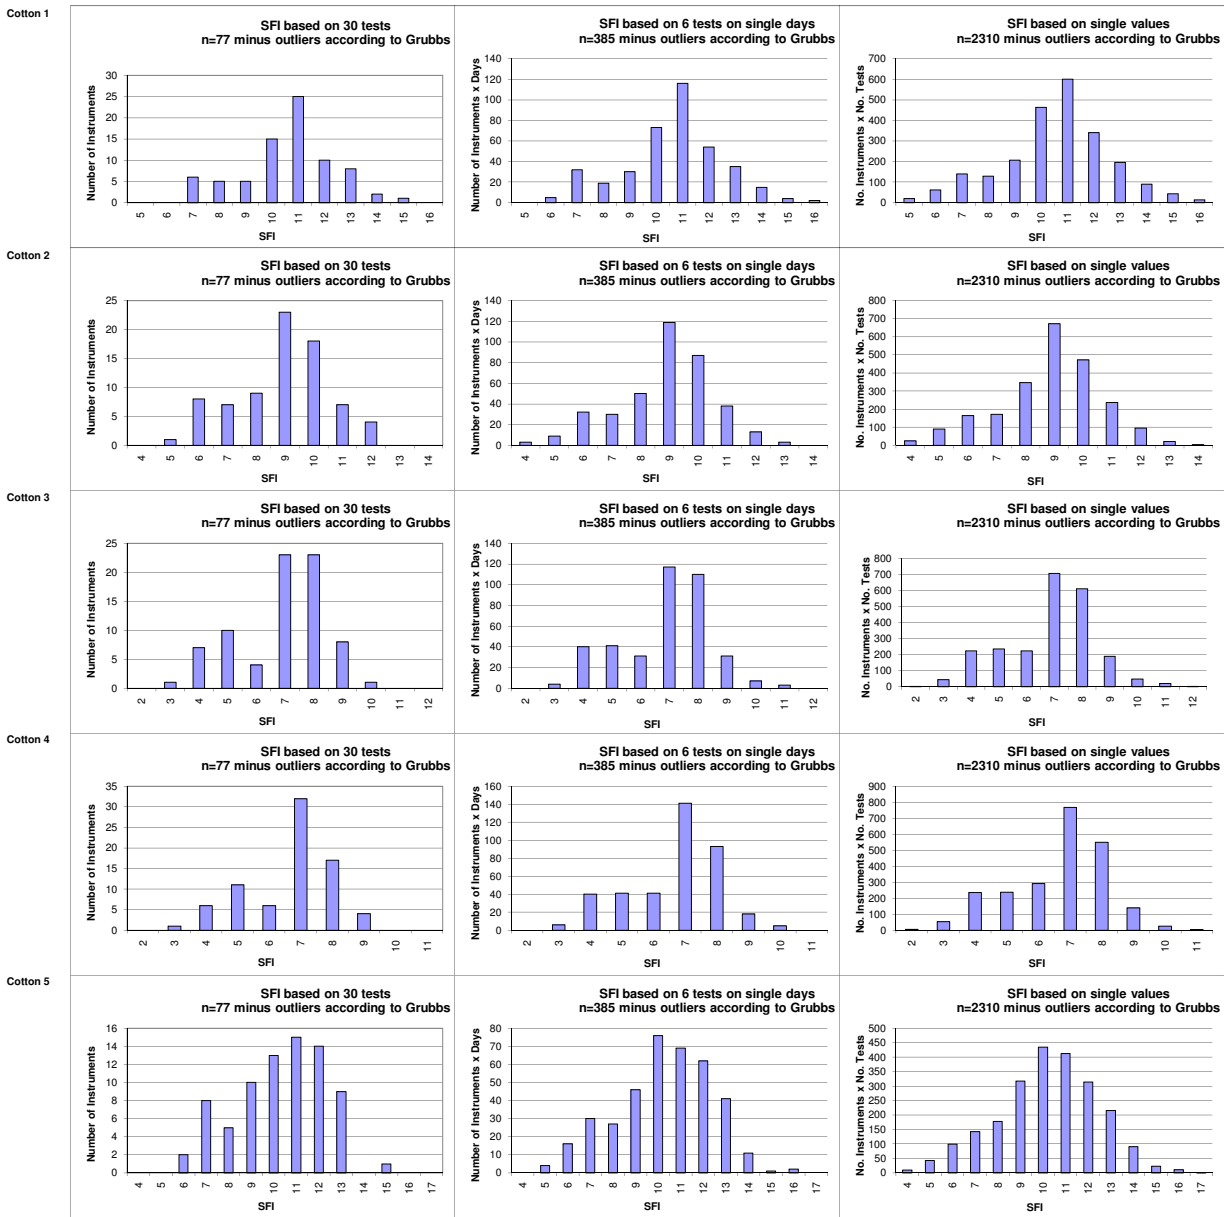 Cotton 1
SFI based on 30 tests
n=77 minus outliers according to Grubbs
Number of Instruments
30
25
20
15
10
5
0
5 6 7 8 9 10 11 12 13 14 15 16
SFI
SFI based on 6 tests on single days
n=385 minus outliers according to Grubbs
Number of Instruments x Days
140
120
100
80
60
40
20
0
5 6 7 8 9 10 11 12 13 14 15 16
SFI
SFI based on single values
n=2310 minus outliers according to Grubbs
No. Instruments x No. Tests
700
600
500
400
300
200
100
0
5 6 7 8 9 10 11 12 13 14 15 16
SFI
Cotton 2
SFI based on 30 tests
n=77 minus outliers according to Grubbs
Number of Instruments
25
20
15
10
5
0
4 5 6 7 8 9 10 11 12 13 14
SFI
SFI based on 6 tests on single days
n=385 minus outliers according to Grubbs
Number of Instruments x Days
140
120
100
80
60
40
20
0
4 5 6 7 8 9 10 11 12 13 14
SFI
SFI based on single values
n=2310 minus outliers according to Grubbs
No. Instruments x No. Tests
800
700
600
500
400
300
200
100
0
4 5 6 7 8 9 10 11 12 13 14
SFI
Cotton 3
SFI based on 30 tests
n=77 minus outliers according to Grubbs
Number of Instruments
25
20
15
10
5
0
2 3 4 5 6 7 8 9 10 11 12
SFI
SFI based on 6 tests on single days
n=385 minus outliers according to Grubbs
Number of Instruments x Days
140
120
100
80
60
40
20
0
2 3 4 5 6 7 8 9 10 11 12
SFI
SFI based on single values
n=2310 minus outliers according to Grubbs
No. Instruments x No. Tests
800
700
600
500
400
300
200
100
0
2 3 4 5 6 7 8 9 10 11 12
SFI
Cotton 4
SFI based on 30 tests
n=77 minus outliers according to Grubbs
Number of Instruments
35
30
25
20
15
10
5
0
2 3 4 5 6 7 8 9 10 11
SFI
SFI based on 6 tests on single days
n=385 minus outliers according to Grubbs
Number of Instruments x Days
160
140
120
100
80
60
40
20
0
2 3 4 5 6 7 8 9 10 11
SFI
SFI based on single values
n=2310 minus outliers according to Grubbs
No. Instruments x No. Tests
900
800
700
600
500
400
300
200
100
0
2 3 4 5 6 7 8 9 10 11
SFI
Cotton 5
SFI based on 30 tests
n=77 minus outliers according to Grubbs
Number of Instruments
16
14
12
10
8
6
4
2
0
4 5 6 7 8 9 10 11 12 13 14 15 16 17
SFI
SFI based on 6 tests on single days
n=385 minus outliers according to Grubbs
Number of Instruments x Days
80
70
60
50
40
30
20
10
0
4 5 6 7 8 9 10 11 12 13 14 15 16 17
SFI
SFI based on single values
n=2310 minus outliers according to Grubbs
No. Instruments x No. Tests
500
450
400
350
300
250
200
150
100
50
0
4 5 6 7 8 9 10 11 12 13 14 15 16 17
SFI